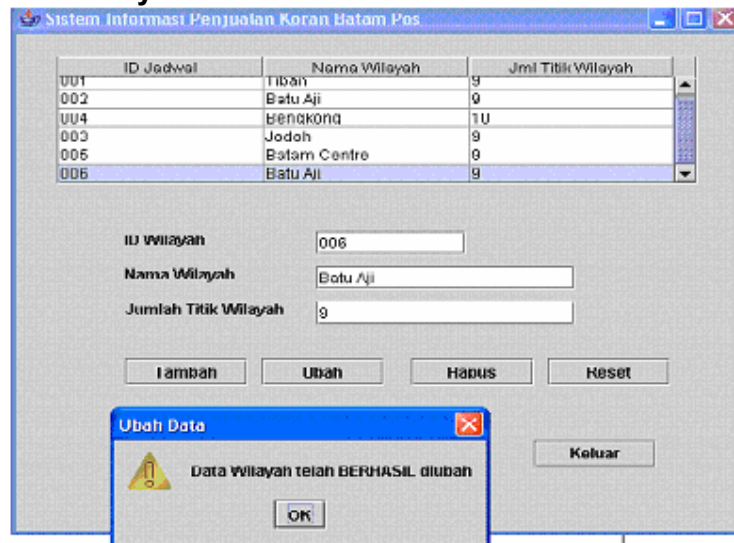 Sistem Informasi Penjualan Koran Batam Pos
ID Jadwal Nama Wilayah Jml Titik Wilayah
001 Tiban 9
002 Batu Aji 9
004 Bengkong 10
003 Jodoh 9
005 Batam Centre 9
006 Batu Aji 9
ID Wilayah 006
Nama Wilayah Batu Aji
Jumlah Titik Wilayah 9
Tambah Ubah Hapus Reset
Ubah Data
Keluar
Data Wilayah telah BERHASIL diubah
OK